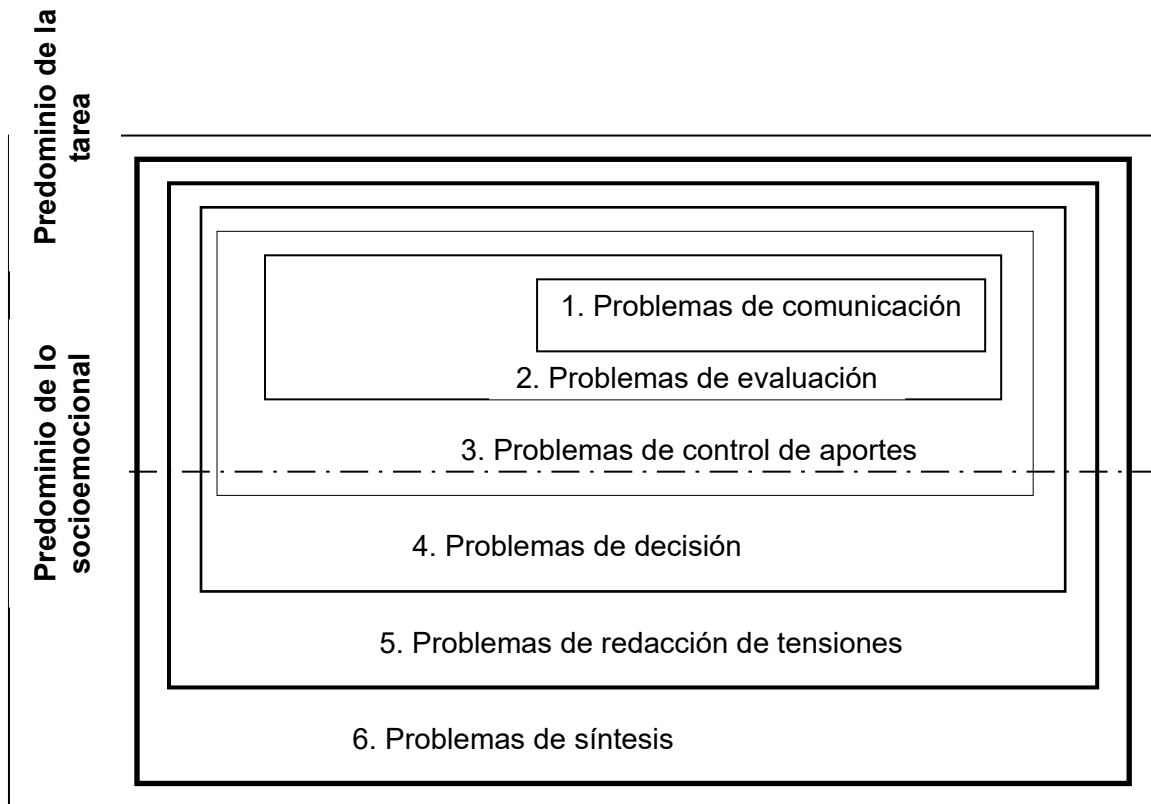 Predominio de la
tarea
1. Problemas de comunicación
2. Problemas de evaluación
3. Problemas de control de aportes
Predominio de lo
socioemocional
4. Problemas de decisión
5. Problemas de redacción de tensiones
6. Problemas de síntesis